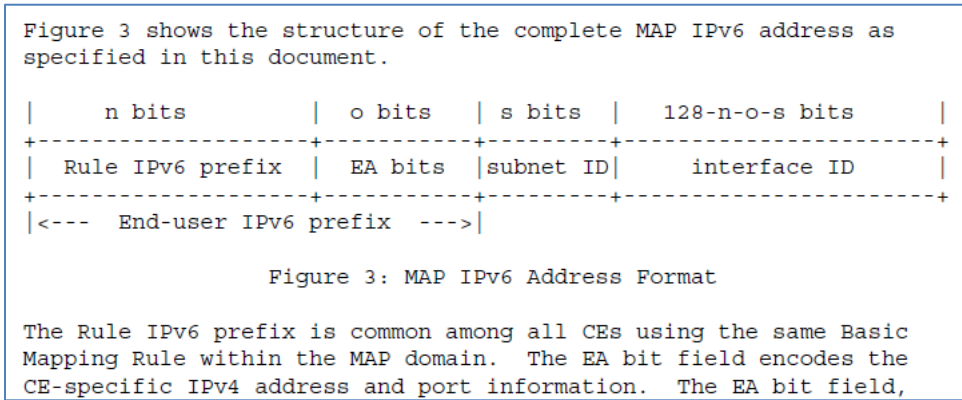 Figure 3 shows the structure of the complete MAP IPv6 address as
specified in this document.
|     n bits         |  o bits   | s bits  |   128-n-o-s bits      |
+--------------------+-----------+---------+-----------------------+
|  Rule IPv6 prefix  |  EA bits  |subnet ID|     interface ID      |
+--------------------+-----------+---------+-----------------------+
|<---  End-user IPv6 prefix  --->|
Figure 3: MAP IPv6 Address Format
The Rule IPv6 prefix is common among all CEs using the same Basic
Mapping Rule within the MAP domain.  The EA bit field encodes the
CE-specific IPv4 address and port information.  The EA bit field,